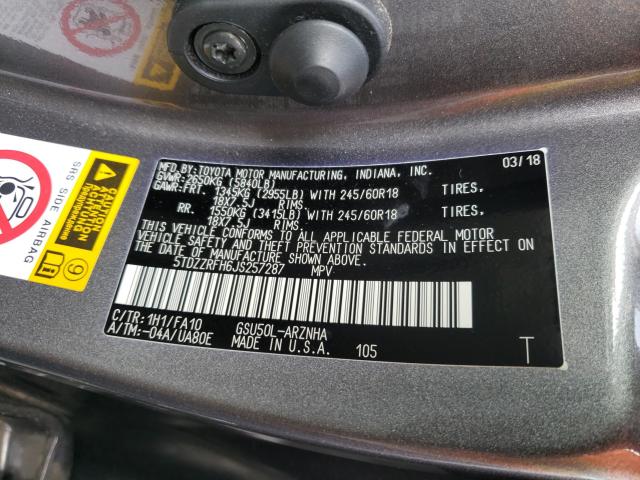 MFD.BY:TOYOTA MOTOR MANUFACTURING, INDIANA, INC. 03/18
GVWR: 2650KG (5840LB)
GAWR:FRT. 1345KG (2955LB) WITH 245/60R18 TIRES.
18X7.5J RIMS
RR. 1550KG (3415LB) WITH 245/60R18 TIRES.
18X7.5J RIMS.
THIS VEHICLE CONFORMS TO ALL APPLICABLE FEDERAL MOTOR
VEHICLE SAFETY AND THEFT PREVENTION STANDARDS IN EFFECT ON
THE DATE OF MANUFACTURE SHOWN ABOVE.
5TDZZRFH6JS257287 MPV
C/TR:1H1/FA10 GSU50L-ARZNHA
A/TM:-04A/UA80E MADE IN U.S.A. 105 T
SRS SIDE AIRBAG
CAUTION
ACHTUNG
9